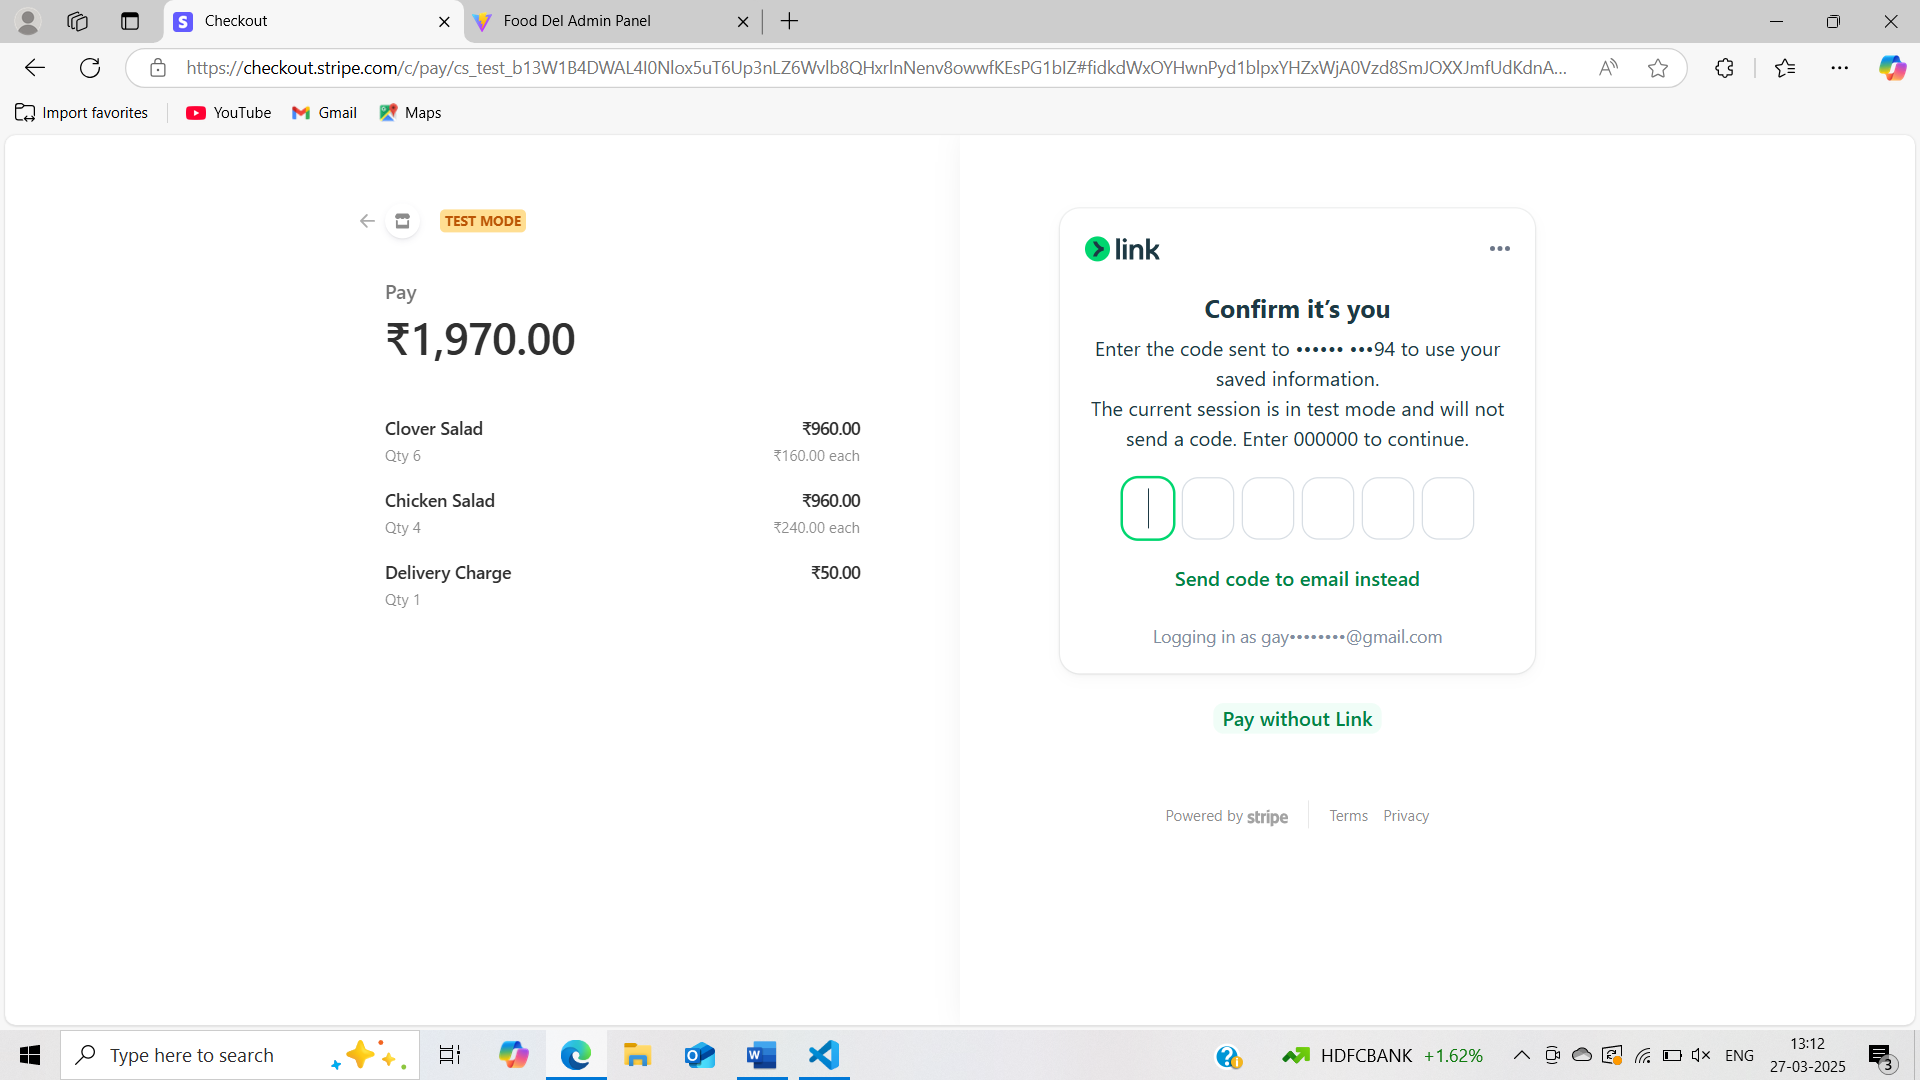 Checkout
Food Del Admin Panel
https://checkout.stripe.com/c/pay/cs_test_b13W1B4DWAL4I0Nlox5uT6Up3nLZ6Wvlb8QHxrlnNenv8owwfKEsPG1bIZ#fidkdWxOYHwnPyd1blpxYHZxWjA0Vzd8SmJOXXJmfUdKdnA...
Import favorites
YouTube
Gmail
Maps
TEST MODE
Pay
₹1,970.00
Clover Salad ₹960.00
Qty 6 ₹160.00 each
Chicken Salad ₹960.00
Qty 4 ₹240.00 each
Delivery Charge ₹50.00
Qty 1
link
Confirm it’s you
Enter the code sent to •••••• •••94 to use your
saved information.
The current session is in test mode and will not
send a code. Enter 000000 to continue.
Send code to email instead
Logging in as gay••••••••@gmail.com
Pay without Link
Powered by stripe
Terms
Privacy
Type here to search
HDFCBANK +1.62%
ENG
13:12
27-03-2025
3